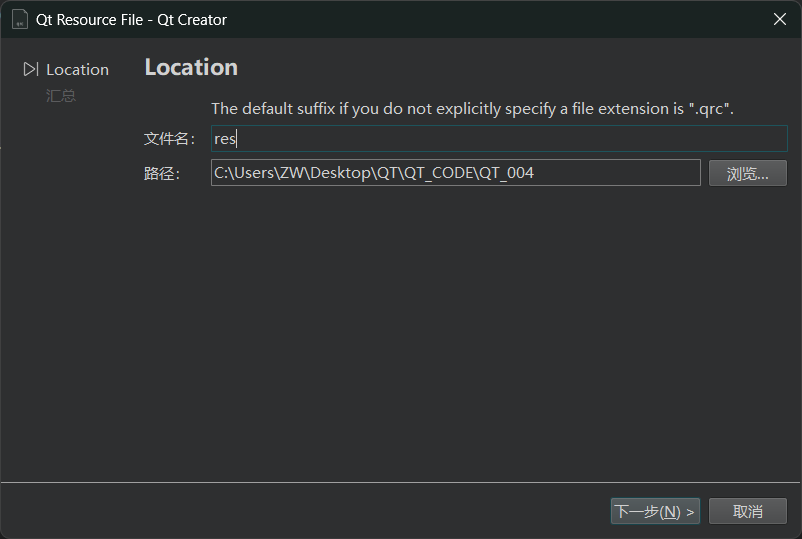 Qt Resource File - Qt Creator
Location
汇总
Location
The default suffix if you do not explicitly specify a file extension is ".qrc".
文件名: res
路径: C:\Users\ZW\Desktop\QT\QT_CODE\QT_004 浏览...
下一步(N) > 取消